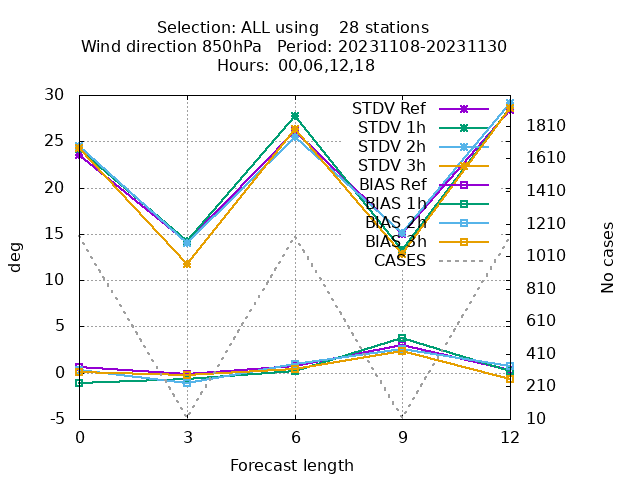 Selection: ALL using    28 stations
Wind direction 850hPa   Period: 20231108-20231130
Hours:  00,06,12,18
30
25
20
15
10
5
0
-5
deg
STDV Ref
STDV 1h
STDV 2h
STDV 3h
BIAS Ref
BIAS 1h
BIAS 2h
BIAS 3h
CASES
1810
1610
1410
1210
1010
810
610
410
210
10
No cases
0 3 6 9 12
Forecast length